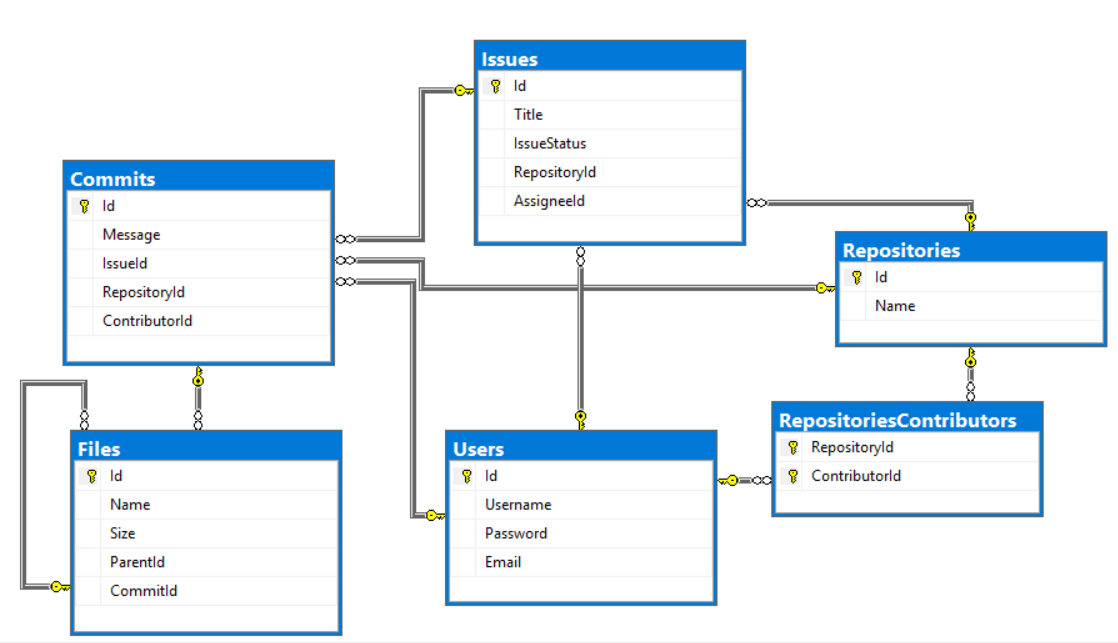 Issues
Id
Title
IssueStatus
RepositoryId
AssigneeId
Commits
Id
Message
IssueId
RepositoryId
ContributorId
Repositories
Id
Name
Files
Id
Name
Size
ParentId
CommitId
Users
Id
Username
Password
Email
RepositoriesContributors
RepositoryId
ContributorId